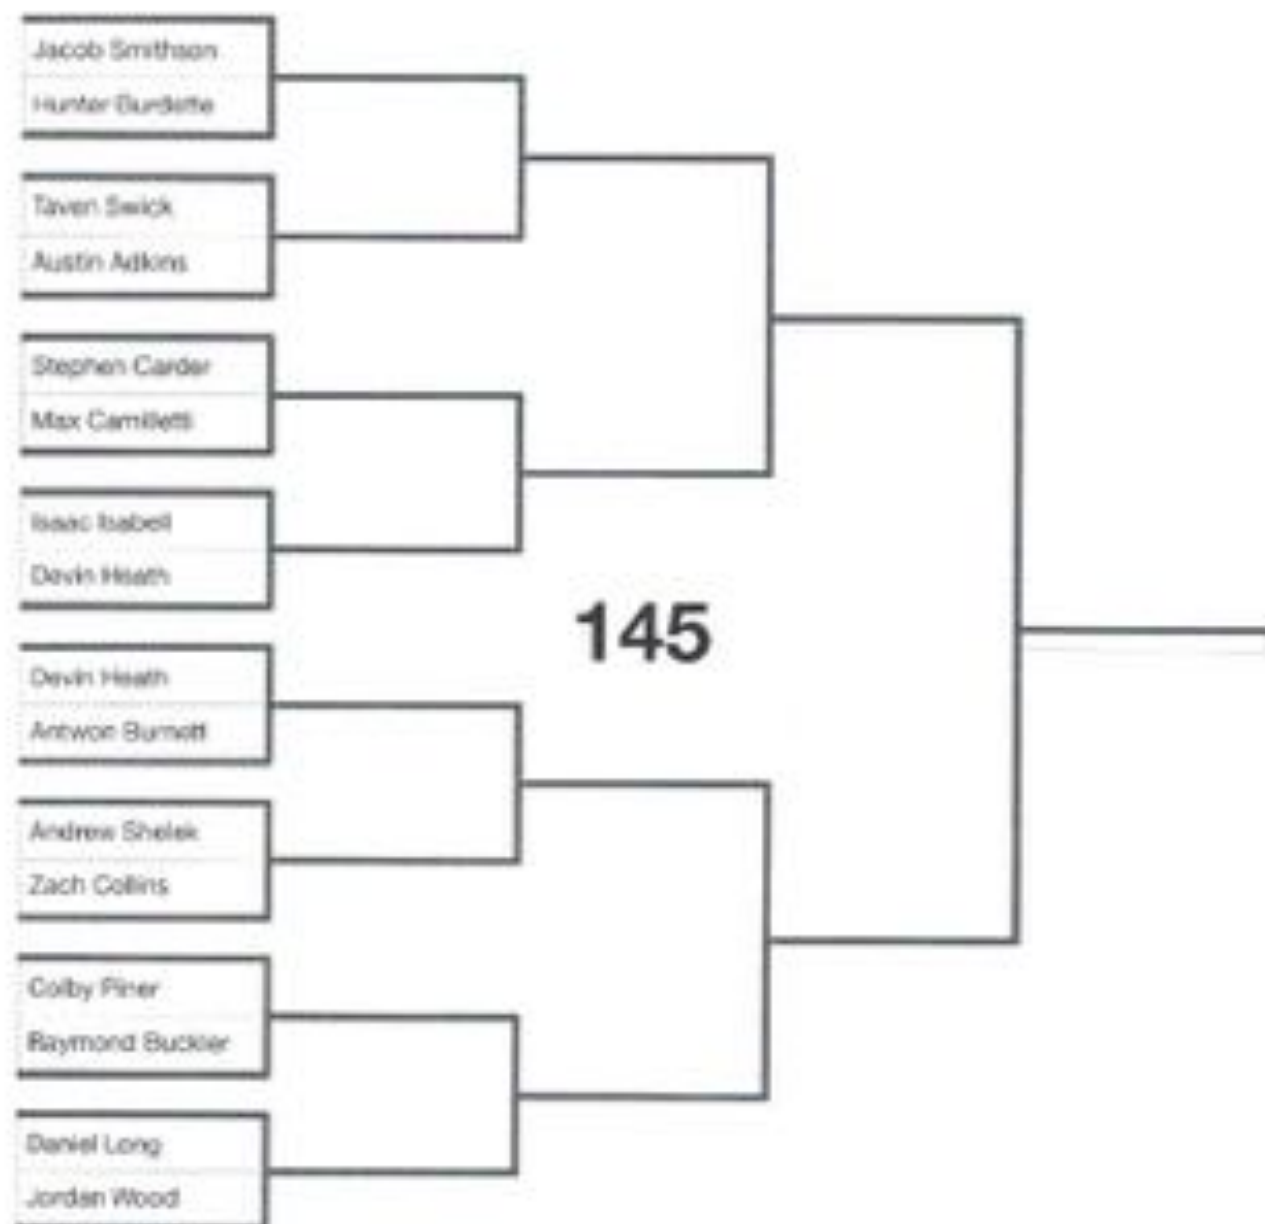 Jacob Smithson
Hunter Burdette
Taven Swick
Austin Adkins
Stephen Carder
Max Camilletti
Isaac Isabell
Devin Heath
145
Devin Heath
Antwon Burnett
Andrew Shelek
Zach Collins
Colby Piner
Raymond Buckler
Daniel Long
Jordan Wood